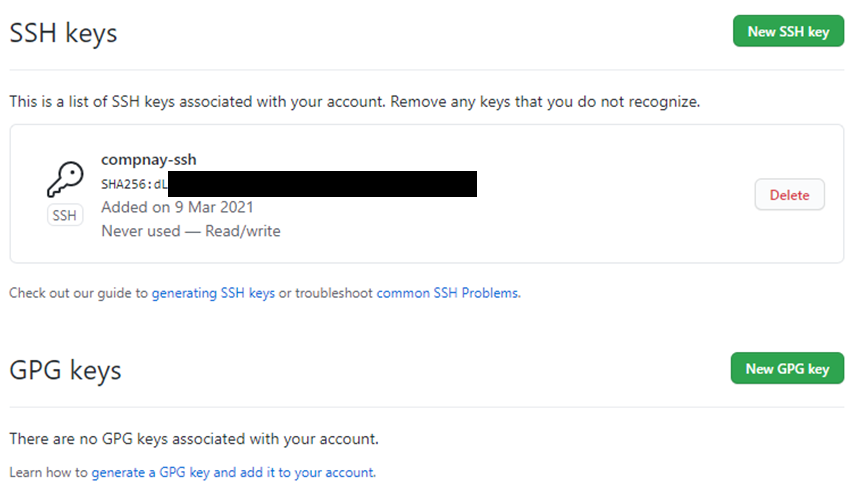 SSH keys
New SSH key
This is a list of SSH keys associated with your account. Remove any keys that you do not recognize.
compnay-ssh
SHA256:dL
Added on 9 Mar 2021
Never used — Read/write
SSH
Delete
Check out our guide to generating SSH keys or troubleshoot common SSH Problems.
GPG keys
New GPG key
There are no GPG keys associated with your account.
Learn how to generate a GPG key and add it to your account.